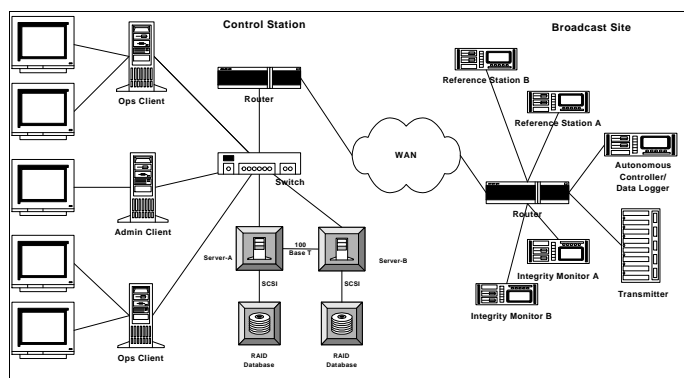 Control Station
Broadcast Site
Ops Client
Router
Reference Station B
Reference Station A
WAN
Autonomous
Controller/
Data Logger
Switch
Admin Client
Router
Server-A
100
Base T
Server-B
Integrity Monitor A
Transmitter
SCSI
SCSI
Integrity Monitor B
Ops Client
RAID
Database
RAID
Database